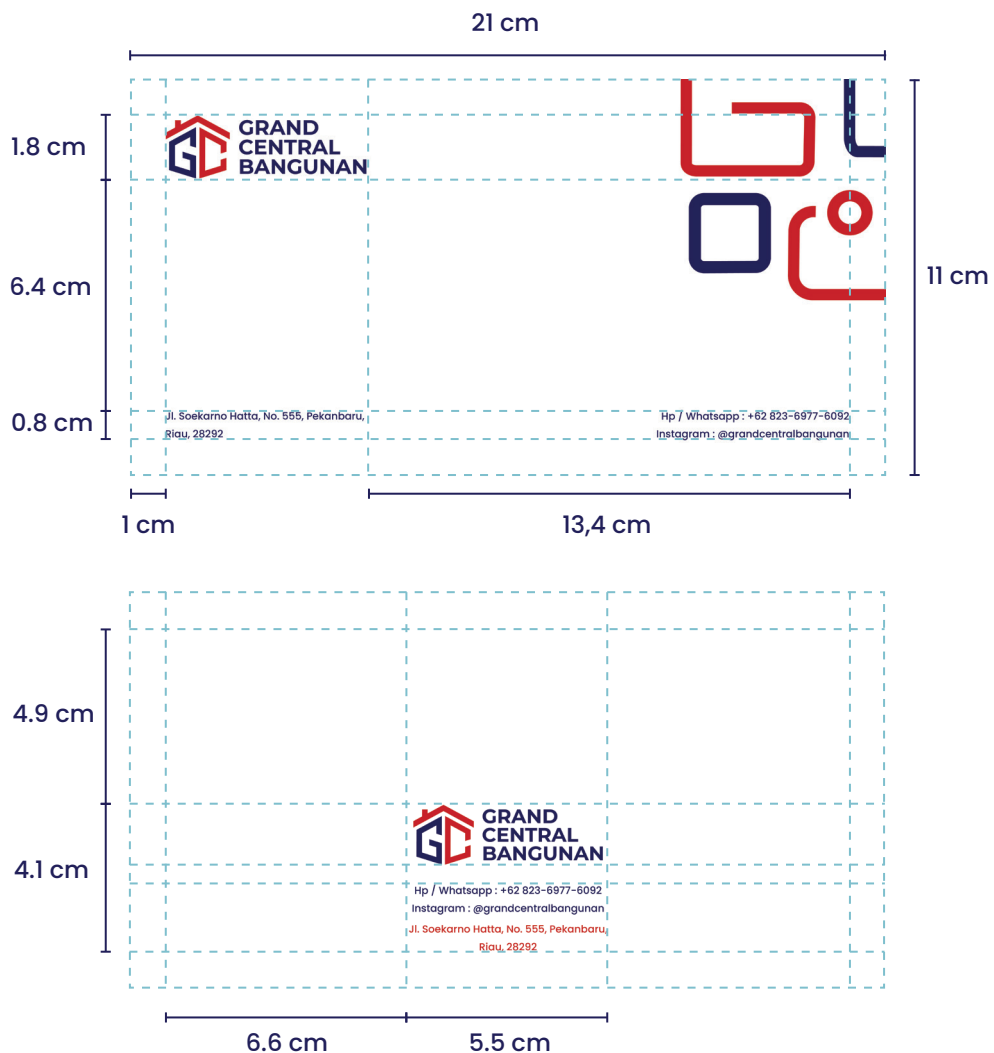 21 cm
1.8 cm
GC GRAND
CENTRAL
BANGUNAN
6.4 cm
11 cm
0.8 cm
Jl. Soekarno Hatta, No. 555, Pekanbaru,
Riau, 28292
Hp / Whatsapp : +62 823-6977-6092
Instagram : @grandcentralbangunan
1 cm
13,4 cm
4.9 cm
4.1 cm
GC GRAND
CENTRAL
BANGUNAN
Hp / Whatsapp : +62 823-6977-6092
Instagram : @grandcentralbangunan
Jl. Soekarno Hatta, No. 555, Pekanbaru,
Riau, 28292
6.6 cm
5.5 cm